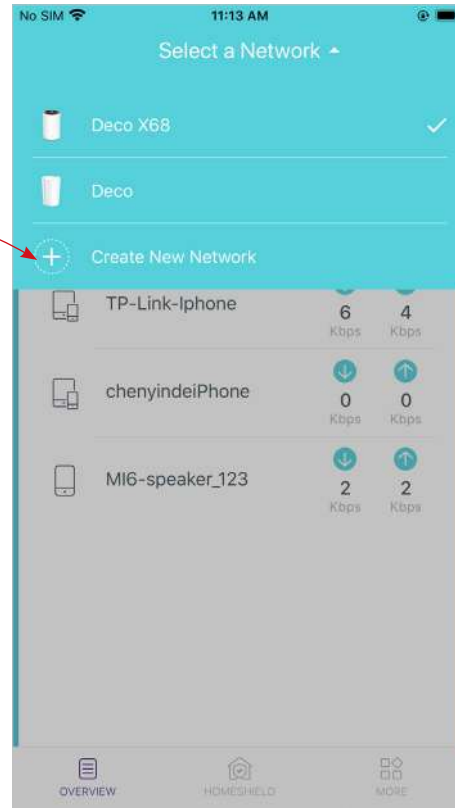 No SIM 11:13 AM
Select a Network
Deco X68
Deco
Create New Network
TP-Link-Iphone 6 4
Kbps Kbps
chenyindeiPhone 0 0
Kbps Kbps
MI6-speaker_123 2 2
Kbps Kbps
OVERVIEW HOMESHIELD MORE